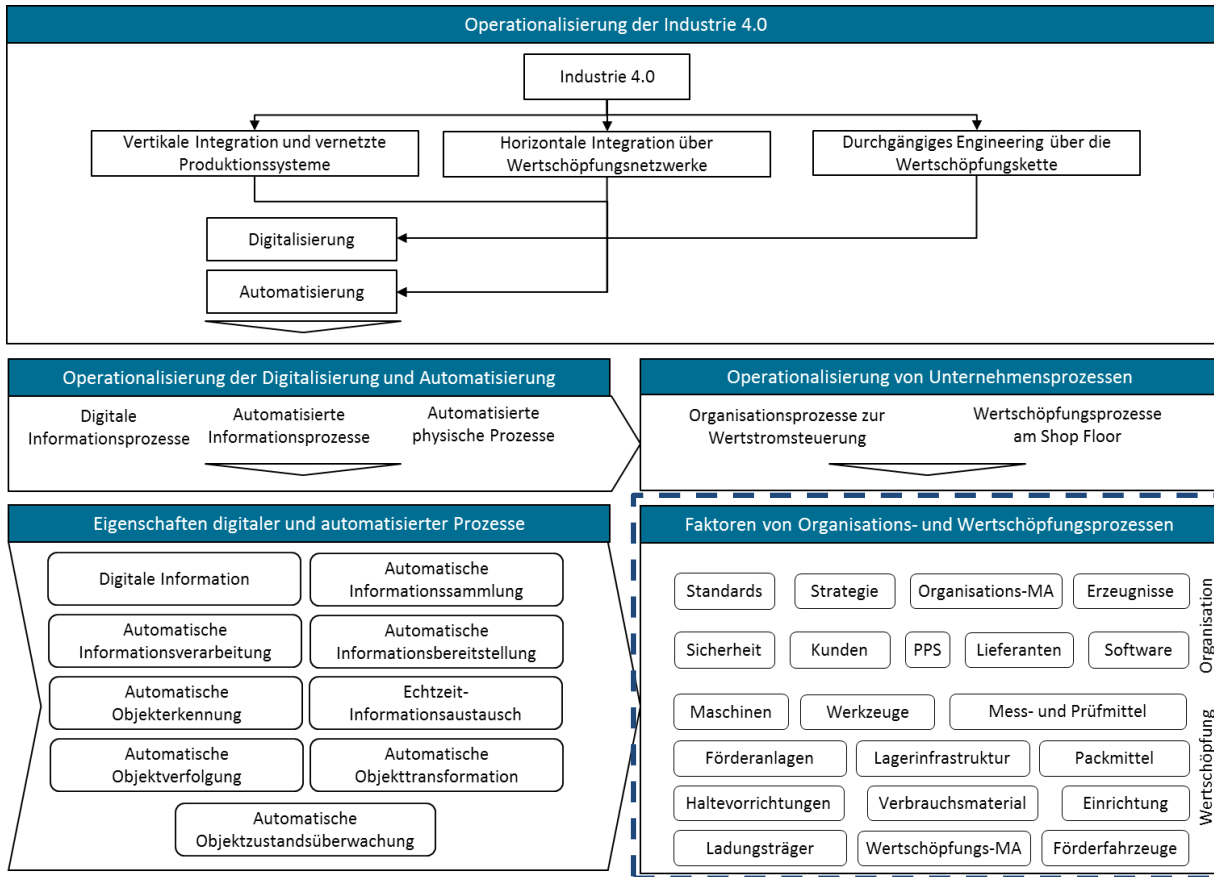 Operationalisierung der Industrie 4.0
Industrie 4.0
Vertikale Integration und vernetzte
Produktionssysteme
Horizontale Integration über
Wertschöpfungsnetzwerke
Durchgängiges Engineering über die
Wertschöpfungskette
Digitalisierung
Automatisierung
Operationalisierung der Digitalisierung und Automatisierung
Digitale
Informationsprozesse
Automatisierte
Informationsprozesse
Automatisierte
physische Prozesse
Operationalisierung von Unternehmensprozessen
Organisationsprozesse zur
Wertstromsteuerung
Wertschöpfungsprozesse
am Shop Floor
Eigenschaften digitaler und automatisierter Prozesse
Digitale Information
Automatische
Informationssammlung
Automatische
Informationsverarbeitung
Automatische
Informationsbereitstellung
Automatische
Objekterkennung
Echtzeit-
Informationsaustausch
Automatische
Objektverfolgung
Automatische
Objekttransformation
Automatische
Objektzustandsüberwachung
Faktoren von Organisations- und Wertschöpfungsprozessen
Standards
Strategie
Organisations-MA
Erzeugnisse
Sicherheit
Kunden
PPS
Lieferanten
Software
Organisation
Maschinen
Werkzeuge
Mess- und Prüfmittel
Förderanlagen
Lagerinfrastruktur
Packmittel
Haltevorrichtungen
Verbrauchsmaterial
Einrichtung
Ladungsträger
Wertschöpfungs-MA
Förderfahrzeuge
Wertschöpfung